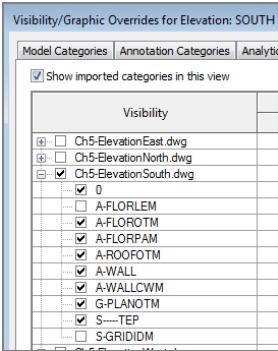 Visibility/Graphic Overrides for Elevation: SOUTH
Model Categories Annotation Categories Analytic
Show imported categories in this view
Visibility
Ch5-ElevationEast.dwg
Ch5-ElevationNorth.dwg
Ch5-ElevationSouth.dwg
0
A-FLORLEM
A-FLOROTM
A-FLORPAM
A-ROOFOTM
A-WALL
A-WALLCWM
G-PLANOTM
S-----TEP
S-GRIDIDM